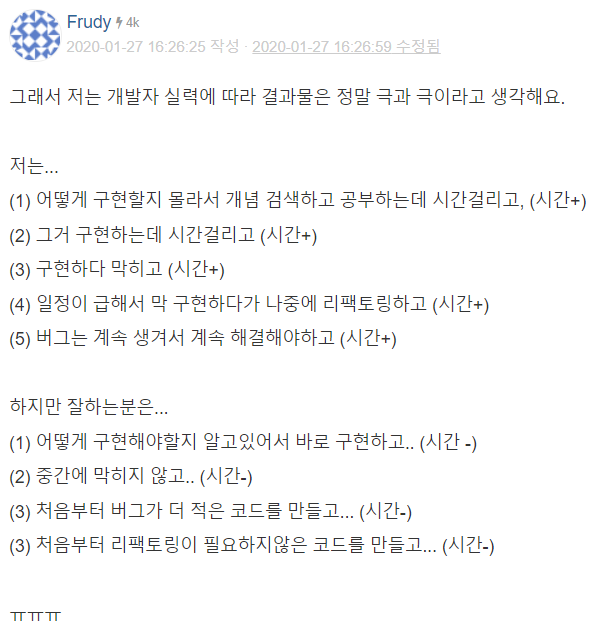 Frudy 4k
2020-01-27 16:26:25 작성 · 2020-01-27 16:26:59 수정됨
그래서 저는 개발자 실력에 따라 결과물은 정말 극과 극이라고 생각해요.
저는...
(1) 어떻게 구현할지 몰라서 개념 검색하고 공부하는데 시간걸리고, (시간+)
(2) 그거 구현하는데 시간걸리고 (시간+)
(3) 구현하다 막히고 (시간+)
(4) 일정이 급해서 막 구현하다가 나중에 리팩토링하고 (시간+)
(5) 버그는 계속 생겨서 계속 해결해야하고 (시간+)
하지만 잘하는분은...
(1) 어떻게 구현해야할지 알고있어서 바로 구현하고.. (시간 -)
(2) 중간에 막히지 않고.. (시간-)
(3) 처음부터 버그가 더 적은 코드를 만들고... (시간-)
(3) 처음부터 리팩토링이 필요하지않은 코드를 만들고... (시간-)
ㅠㅠㅠ